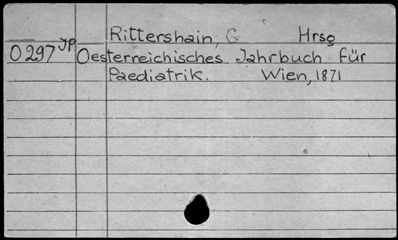 Rittershain, G Hrsg
0297 JP Oesterreichisches Jahrbuch für
Paediatrik. Wien, 1871